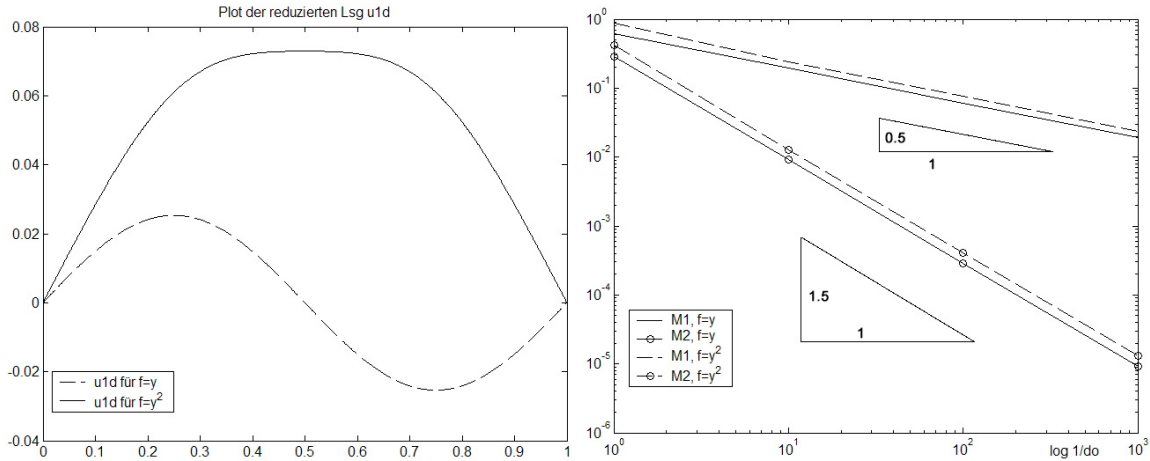 Plot der reduzierten Lsg u1d
0.08
0.06
0.04
0.02
0
-0.02
-0.04
0 0.1 0.2 0.3 0.4 0.5 0.6 0.7 0.8 0.9 1
u1d für f=y
u1d für f=y²
10⁰
10⁻¹
10⁻²
10⁻³
10⁻⁴
10⁻⁵
10⁻⁶
10⁰ 10¹ 10² log 1/do 10³
0.5
1
1.5
1
M1, f=y
M2, f=y
M1, f=y²
M2, f=y²